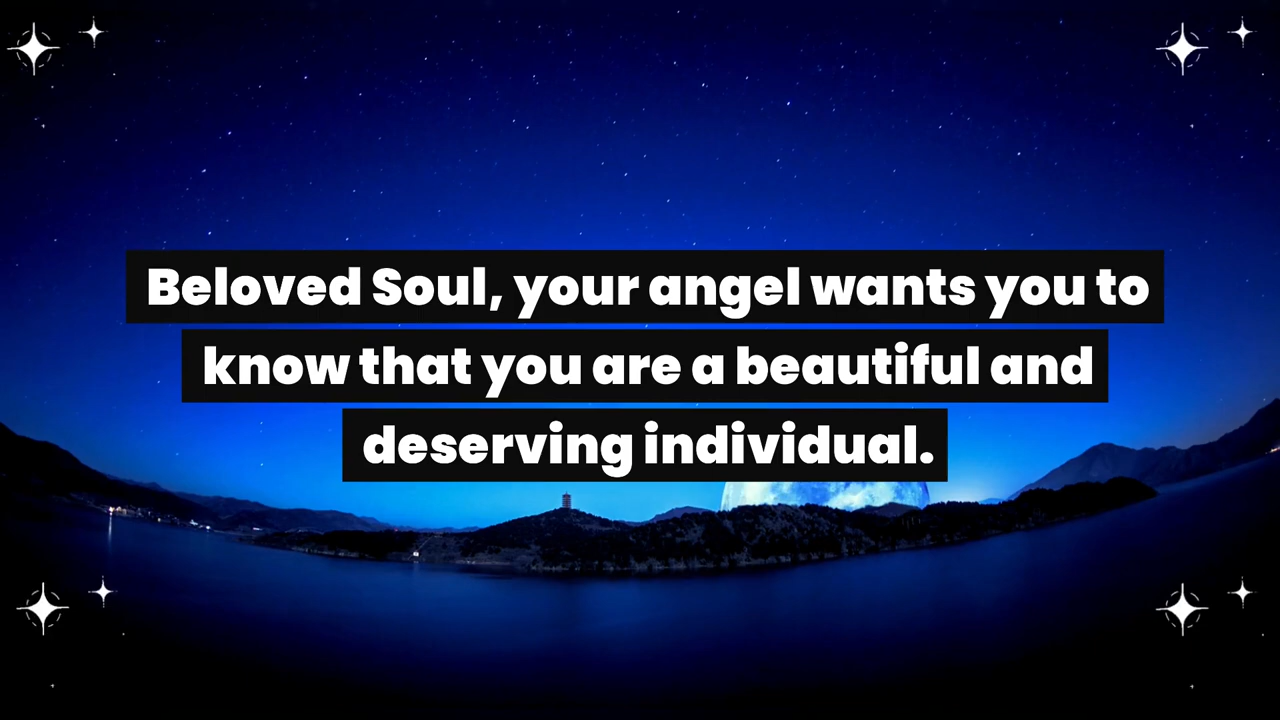 Beloved Soul, your angel wants you to
know that you are a beautiful and
deserving individual.